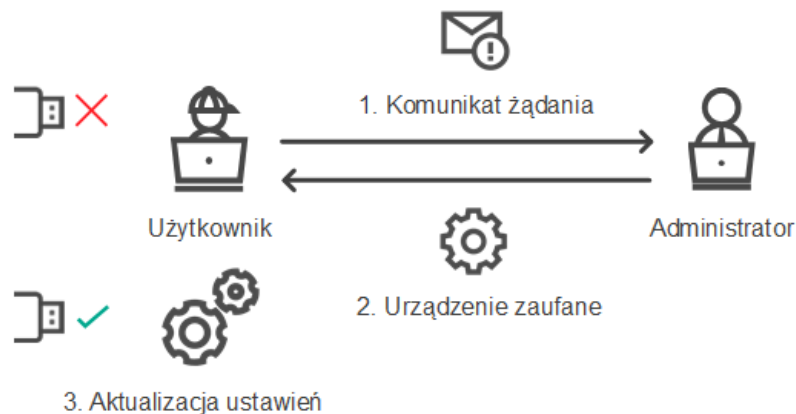 1. Komunikat żądania
Użytkownik
Administrator
2. Urządzenie zaufane
3. Aktualizacja ustawień